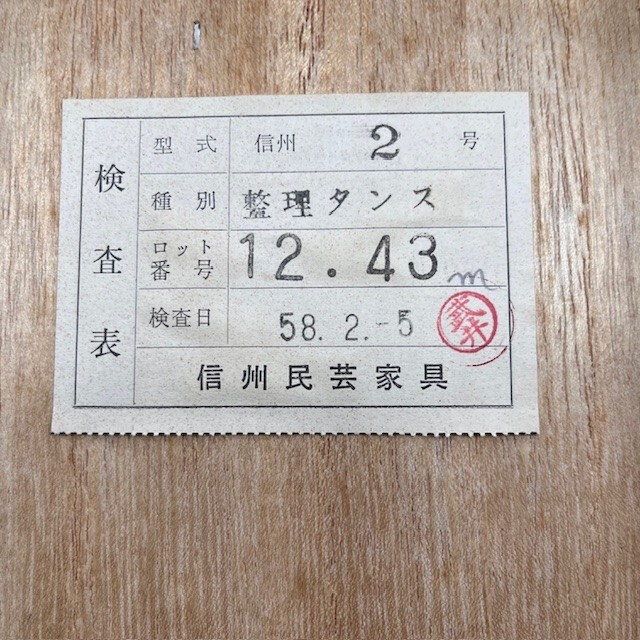 検査表
型式 信州 2 号
種別 整理タンス
ロット番号 12.43 m
検査日 58.2.-5
信州民芸家具